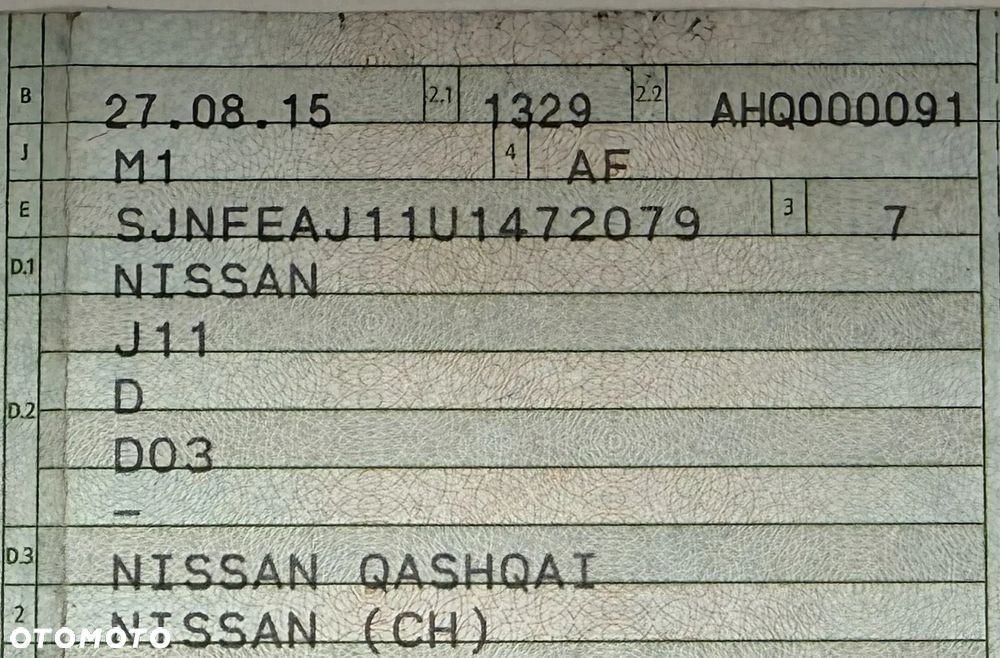 B 27.08.15 2.1 1329 2.2 AHQ000091
J M1 4 AF
E SJNFEAJ11U1472079 3 7
D.1 NISSAN
J11
D
D.2
D03
–
D.3 NISSAN QASHQAI
2 NISSAN (CH)
OTOMOTO